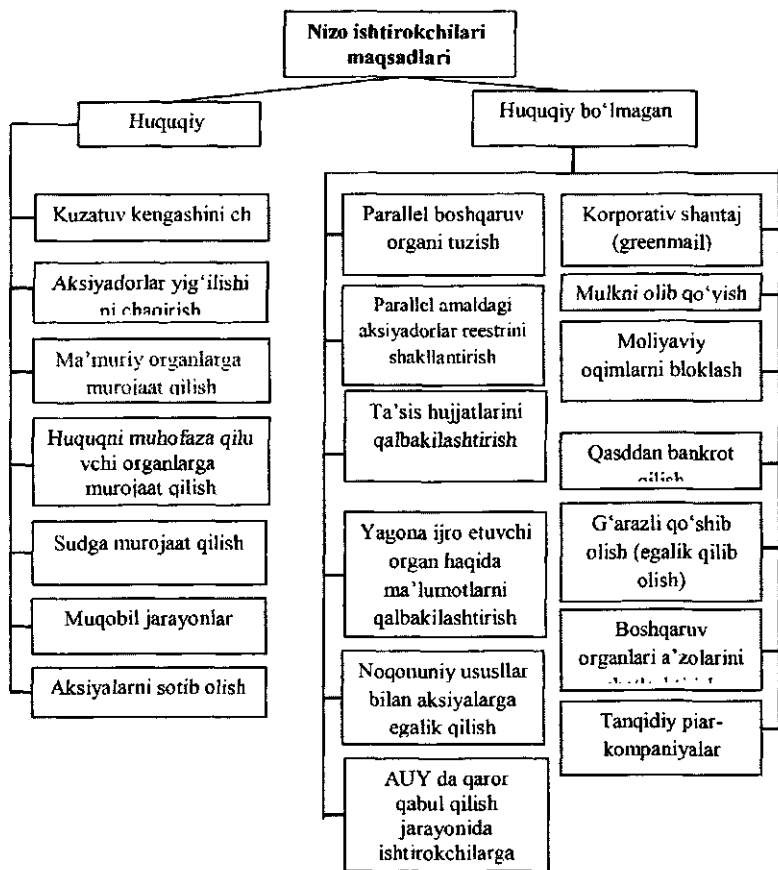 Nizo ishtirokchilari
maqsadlari
Huquqiy
Huquqiy bo‘lmagan
Kuzatuv kengashini ch
Aksiyadorlar yig‘ilishi
ni chaqirish
Ma’muriy organlarga
murojaat qilish
Huquqni muhofaza qilu
vchi organlarga
murojaat qilish
Sudga murojaat qilish
Muqobil jarayonlar
Aksiyalarni sotib olish
Parallel boshqaruv
organi tuzish
Parallel amaldagi
aksiyadorlar reestrini
shakllantirish
Ta’sis hujjatlarini
qalbakilashtirish
Yagona ijro etuvchi
organ haqida
ma’lumotlarni
qalbakilashtirish
Noqonuniy ususllar
bilan aksiyalarga
egalik qilish
AUY da qaror
qabul qilish
jarayonida
ishtirokchilarga
Korporativ shantaj
(greenmail)
Mulkni olib qo‘yish
Moliyaviy
oqimlarni bloklash
Qasddan bankrot
qilish
G‘arazli qo‘shib
olish (egalik qilib
olish)
Boshqaruv
organlari a’zolarini
Tanqidiy piar-
kompaniyalar